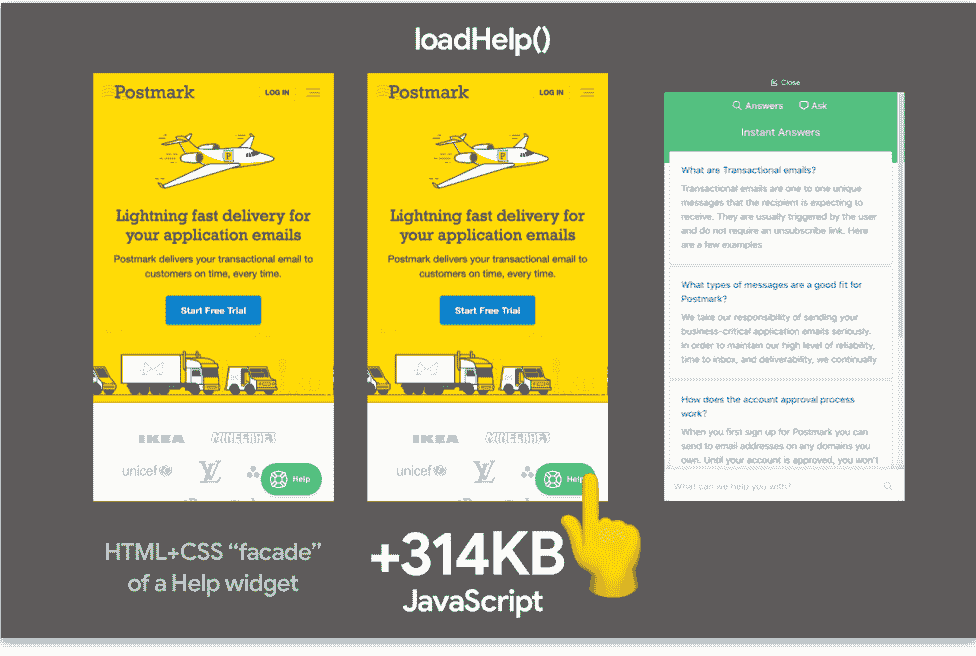 loadHelp()
Postmark
LOG IN
Lightning fast delivery for
your application emails
Postmark delivers your transactional email to
customers on time, every time.
Start Free Trial
IKEA
MINECRAFT
unicef
LV
Help
HTML+CSS “facade”
of a Help widget
Postmark
LOG IN
P
Lightning fast delivery for
your application emails
Postmark delivers your transactional email to
customers on time, every time.
Start Free Trial
IKEA
MINECRAFT
unicef
LV
Help
+314KB
JavaScript
Close
Answers
Ask
Instant Answers
What are Transactional emails?
Transactional emails are one to one unique
messages that the recipient is expecting to
receive. They are usually triggered by the user
and do not require an unsubscribe link. Here
are a few examples
What types of messages are a good fit for
Postmark?
We take our responsibility of sending your
business-critical application emails seriously.
In order to maintain our high level of reliability,
time to inbox, and deliverability, we continually
How does the account approval process
work?
When you first sign up for Postmark you can
send to email addresses on any domains you
own. Until your account is approved, you won't
What can we help you with?